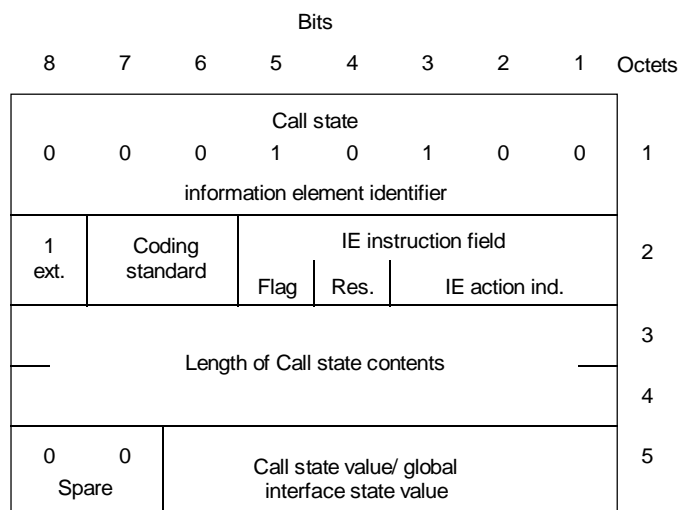 Bits
8 7 6 5 4 3 2 1 Octets
Call state
0 0 0 1 0 1 0 0 1
information element identifier
1 Coding IE instruction field 2
ext. standard
Flag Res. IE action ind.
3
Length of Call state contents
4
0 0 Call state value/ global 5
Spare interface state value